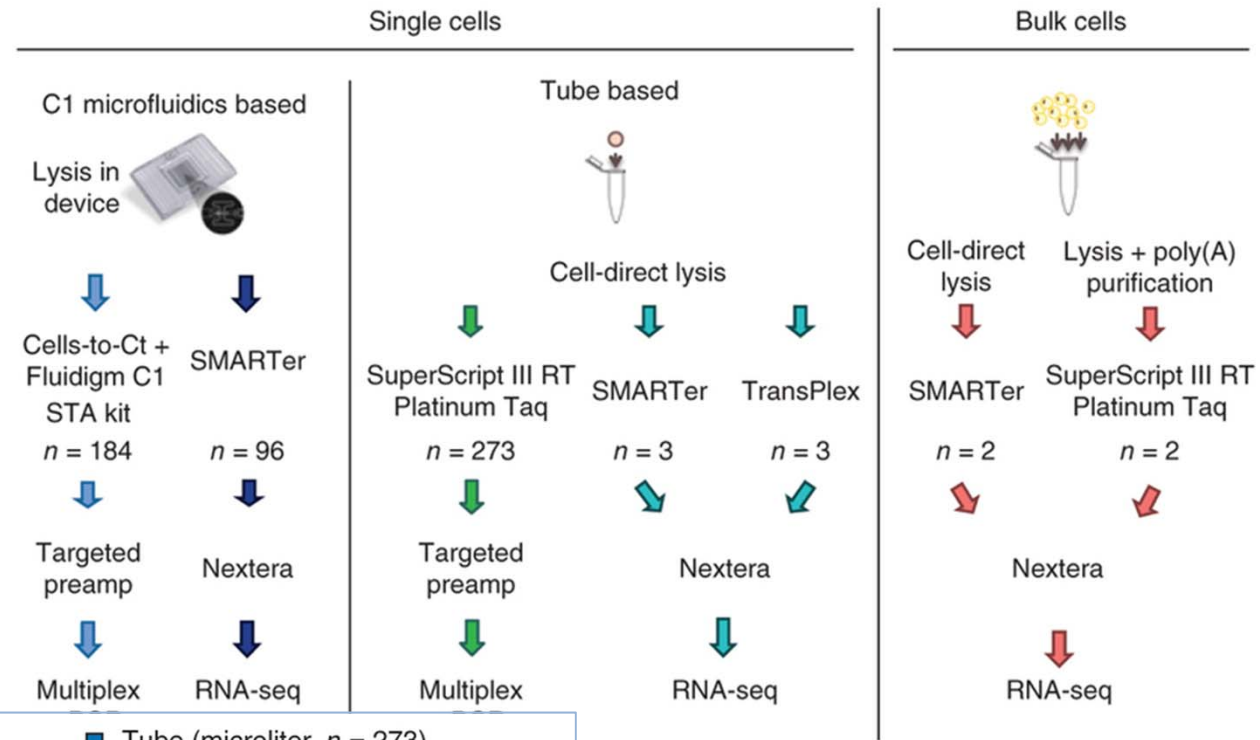 Single cells
Bulk cells
C1 microfluidics based
Lysis in
device
Tube based
Cell-direct lysis
Cell-direct
lysis
Lysis + poly(A)
purification
Cells-to-Ct +
Fluidigm C1
STA kit
SMARTer
SuperScript III RT
Platinum Taq
SMARTer
TransPlex
SMARTer
SuperScript III RT
Platinum Taq
n = 184
n = 96
n = 273
n = 3
n = 3
n = 2
n = 2
Targeted
preamp
Nextera
Targeted
preamp
Nextera
Nextera
Multiplex
RNA-seq
Multiplex
RNA-seq
RNA-seq
Tube (microliter, n = 273)